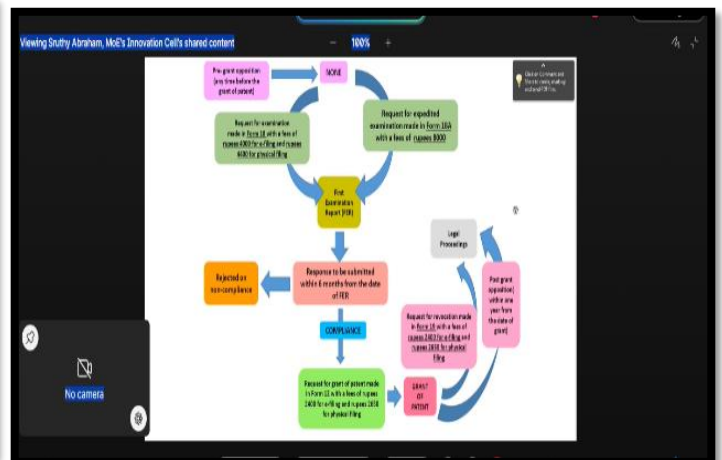 Viewing Sruthy Abraham, MoE's Innovation Cell's shared content
100%
Pre-grant opposition
(any time before the
grant of patent)
NONE
Request for examination
made in Form 18 with a fees of
rupees 4000 for e-filing and rupees
4400 for physical filing
Request for expedited
examination made in Form 18A
with a fees of rupees 8000
First
Examination
Report (FER)
Response to be submitted
within 6 months from the date
of FER
Rejected on
non-compliance
COMPLIANCE
Request for grant of patent made
in Form
with a fees of rupees
2400 for e-filing and rupees 2650
for physical filing
GRANT
OF
PATENT
Request for revocation made
in Form 19 with a fees of
rupees 2400 for e-filing and
rupees 2650 for physical
filing
Post grant
opposition(
within one
year from
the date of
grant)
Legal
Proceedings
No camera